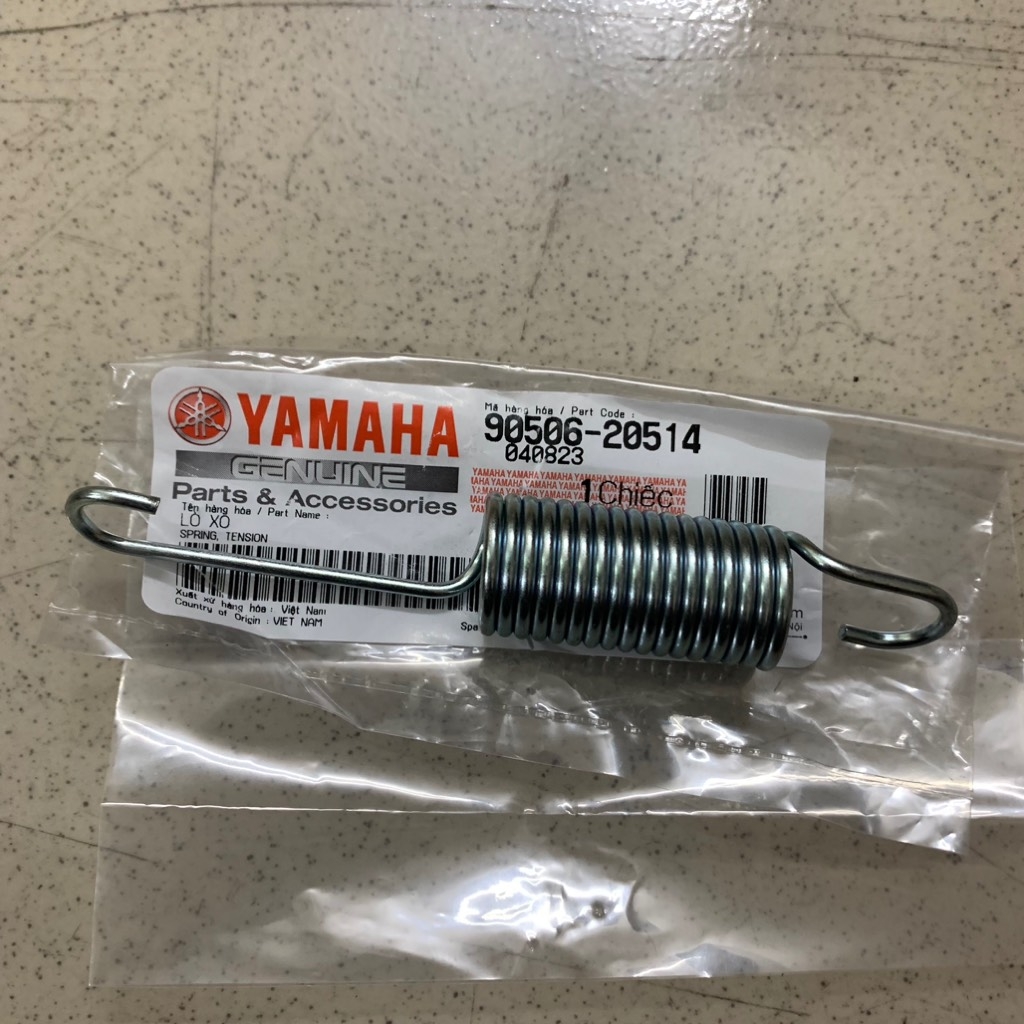 YAMAHA
GENUINE
Parts & Accessories
Mã hàng hóa / Part Code :
90506-20514
040823
YAMAHA YAMAHA YAMAHA YAMAHA YAMAHA YA
1 Chiếc
Tên hàng hóa / Part Name :
LÒ XO
SPRING, TENSION
Xuất xứ hàng hóa : Việt Nam
Country of Origin : VIET NAM